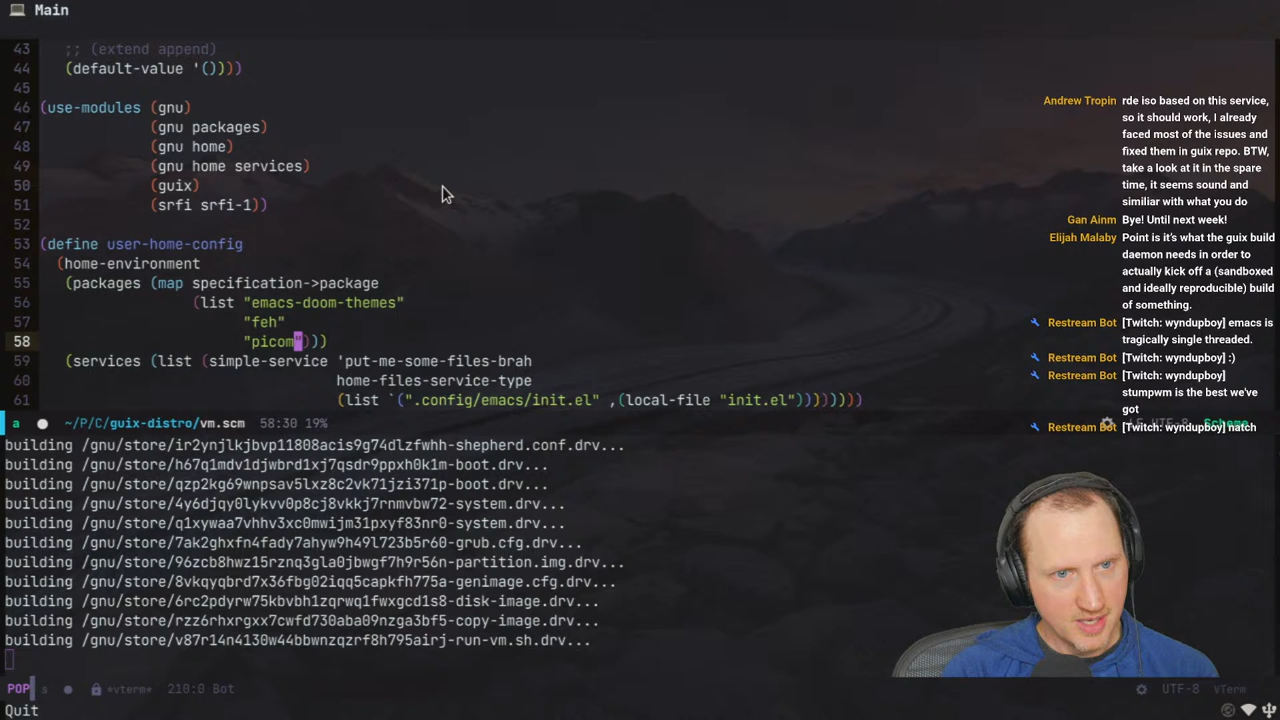 Main
43 ;; (extend append)
44 (default-value '())))
45
46 (use-modules (gnu)
47 (gnu packages)
48 (gnu home)
49 (gnu home services)
50 (guix)
51 (srfi srfi-1))
52
53 (define user-home-config
54 (home-environment
55 (packages (map specification->package
56 (list "emacs-doom-themes"
57 "feh"
58 "picom")))
59 (services (list (simple-service 'put-me-some-files-brah
60 home-files-service-type
61 (list `(".config/emacs/init.el" ,(local-file "init.el"))))))))
a ~/P/C/guix-distro/vm.scm 58:30 19%
building /gnu/store/ir2ynjlkjbvp11808acis9g74dlzfwhh-shepherd.conf.drv...
building /gnu/store/h67q1mdv1djwbrd1xj7qsdr9ppxh0k1m-boot.drv...
building /gnu/store/qzp2kg69wnpsav5lxz8c2vk71jzi371p-boot.drv...
building /gnu/store/4y6djqy0lykvv0p8cj8vkkj7rnmvbw72-system.drv...
building /gnu/store/q1xywaa7vhhv3xc0mwijm31pxyf83nr0-system.drv...
building /gnu/store/7ak2ghxfn4fady7ahyw9h49l723b5r60-grub.cfg.drv...
building /gnu/store/96zcb8hwz15rznq3gla0jbwgf7h9r56n-partition.img.drv...
building /gnu/store/8vkqyqbrd7x36fbg02iqq5capkfh775a-genimage.cfg.drv...
building /gnu/store/6rc2pdyrw75kbvbh1zqrwq1fwxgcd1s8-disk-image.drv...
building /gnu/store/rzz6rhxrgxx7cwfd730aba09nzga3bf5-copy-image.drv...
building /gnu/store/v87r14n4130w44bbwnzqzrf8h795airj-run-vm.sh.drv...
POP s *vterm* 210:0 Bot UTF-8 VTerm
Quit
Andrew Tropin rde iso based on this service,
so it should work, I already
faced most of the issues and
fixed them in guix repo. BTW,
take a look at it in the spare
time, it seems sound and
similiar with what you do
Gan Ainm Bye! Until next week!
Elijah Malaby Point is it's what the guix build
daemon needs in order to
actually kick off a (sandboxed
and ideally reproducible) build
of something.
Restream Bot [Twitch: wyndupboy] emacs is
tragically single threaded.
Restream Bot [Twitch: wyndupboy] :)
Restream Bot [Twitch: wyndupboy]
stumpwm is the best we've
got
Restream Bot [Twitch: wyndupboy] natch